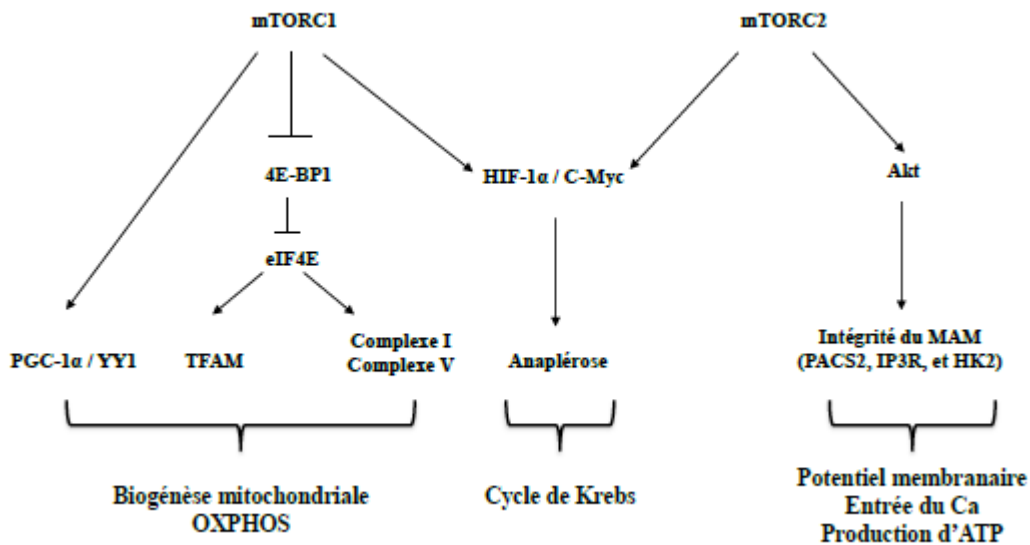 mTORC1
mTORC2
4E-BP1
HIF-1α / C-Myc
Akt
eIF4E
PGC-1α / YY1
TFAM
Complexe I
Complexe V
Anaplérose
Intégrité du MAM
(PACS2, IP3R, et HK2)
Biogénèse mitochondriale
OXPHOS
Cycle de Krebs
Potentiel membranaire
Entrée du Ca
Production d'ATP